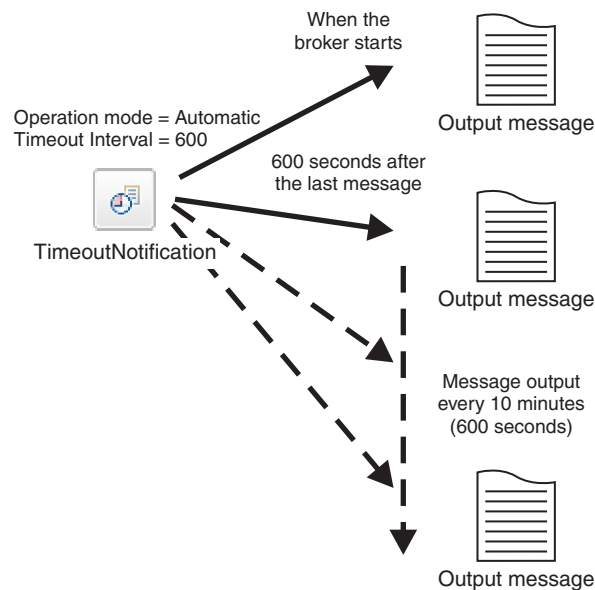 When the
broker starts
Output message
Operation mode = Automatic
Timeout Interval = 600
600 seconds after
the last message
TimeoutNotification
Output message
Message output
every 10 minutes
(600 seconds)
Output message